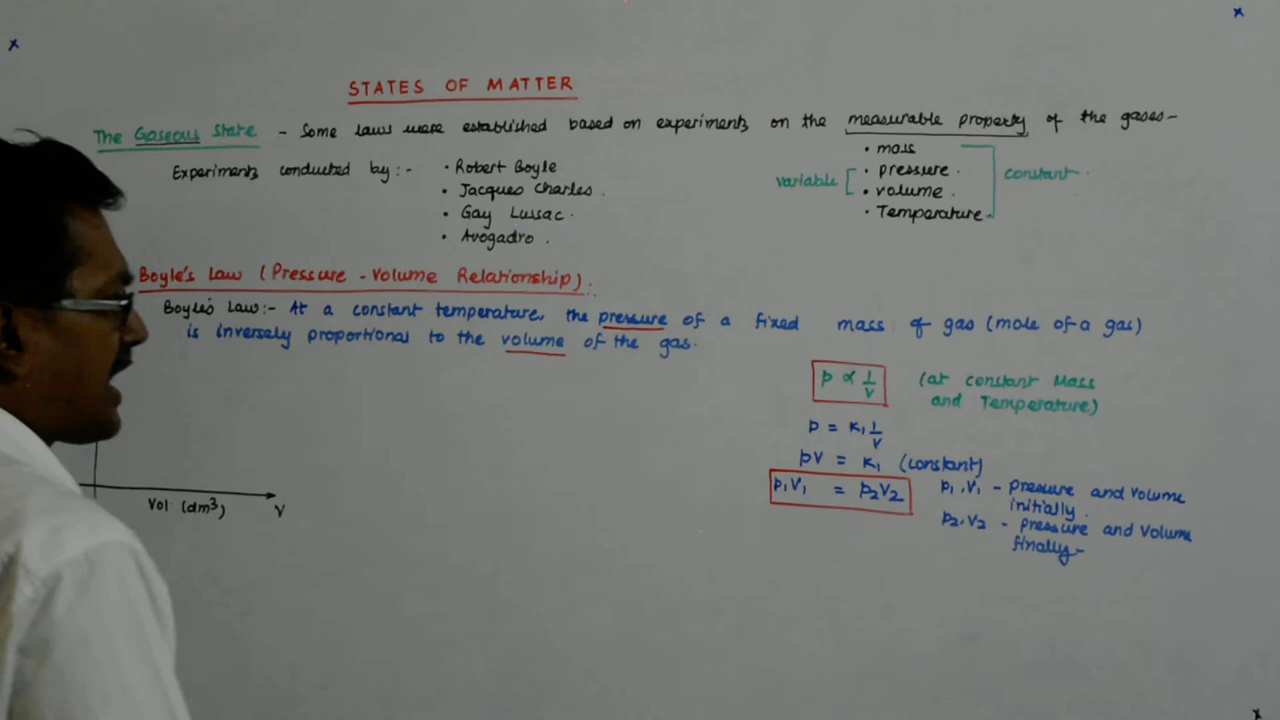 STATES OF MATTER
The Gaseous State - Some laws were established based on experiments on the measurable property of the gases-
Experiments conducted by:-
• Robert Boyle
• Jacques Charles.
• Gay Lussac.
• Avogadro.
variable
• mass
• pressure.
• volume.
• Temperature
constant.
Boyle's Law (Pressure - Volume Relationship).
Boyle's Law:- At a constant temperature, the pressure of a fixed mass of gas (mole of a gas)
is inversely proportional to the volume of the gas.
p ∝ 1/V (at constant Mass
and Temperature)
p = K₁ 1/V
pV = K₁ (constant)
p₁V₁ = p₂V₂
p₁,V₁ - pressure and volume
initially.
p₂,V₂ - pressure and Volume
finally-
Vol (dm³) V